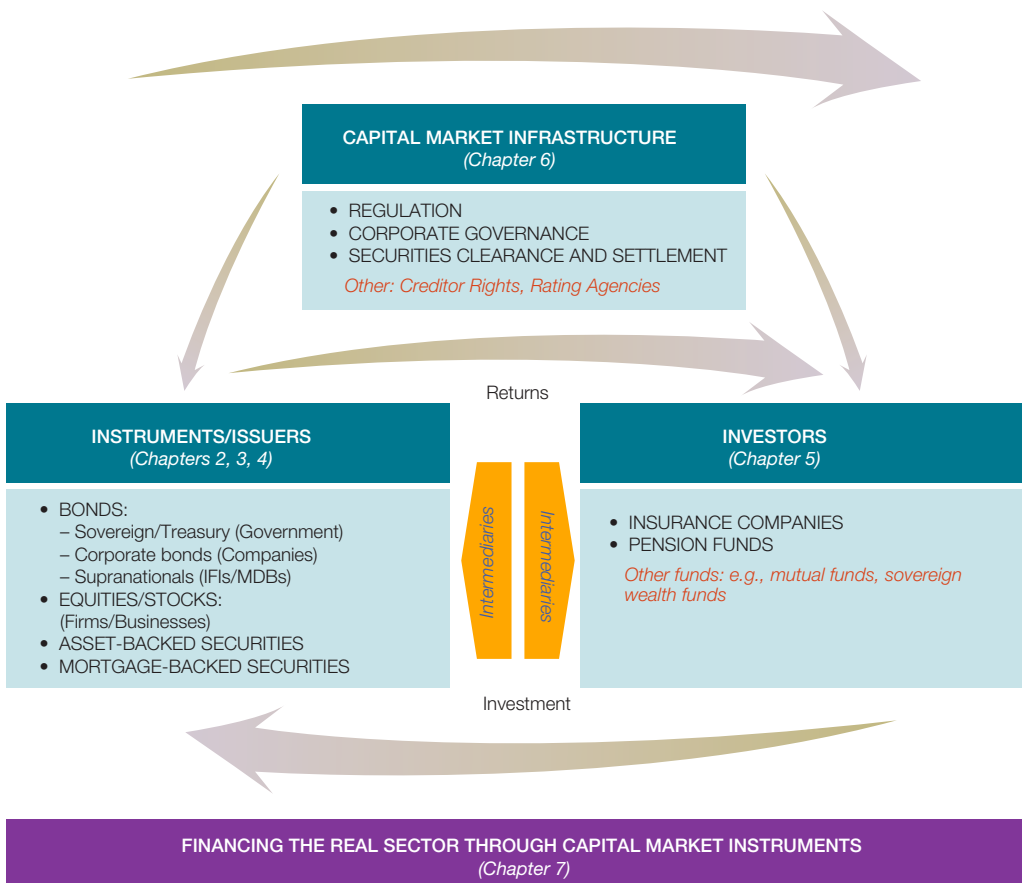 CAPITAL MARKET INFRASTRUCTURE
(Chapter 6)
• REGULATION
• CORPORATE GOVERNANCE
• SECURITIES CLEARANCE AND SETTLEMENT
Other: Creditor Rights, Rating Agencies
Returns
INSTRUMENTS/ISSUERS
(Chapters 2, 3, 4)
• BONDS:
– Sovereign/Treasury (Government)
– Corporate bonds (Companies)
– Supranationals (IFIs/MDBs)
• EQUITIES/STOCKS:
(Firms/Businesses)
• ASSET-BACKED SECURITIES
• MORTGAGE-BACKED SECURITIES
Intermediaries
Intermediaries
INVESTORS
(Chapter 5)
• INSURANCE COMPANIES
• PENSION FUNDS
Other funds: e.g., mutual funds, sovereign
wealth funds
Investment
FINANCING THE REAL SECTOR THROUGH CAPITAL MARKET INSTRUMENTS
(Chapter 7)